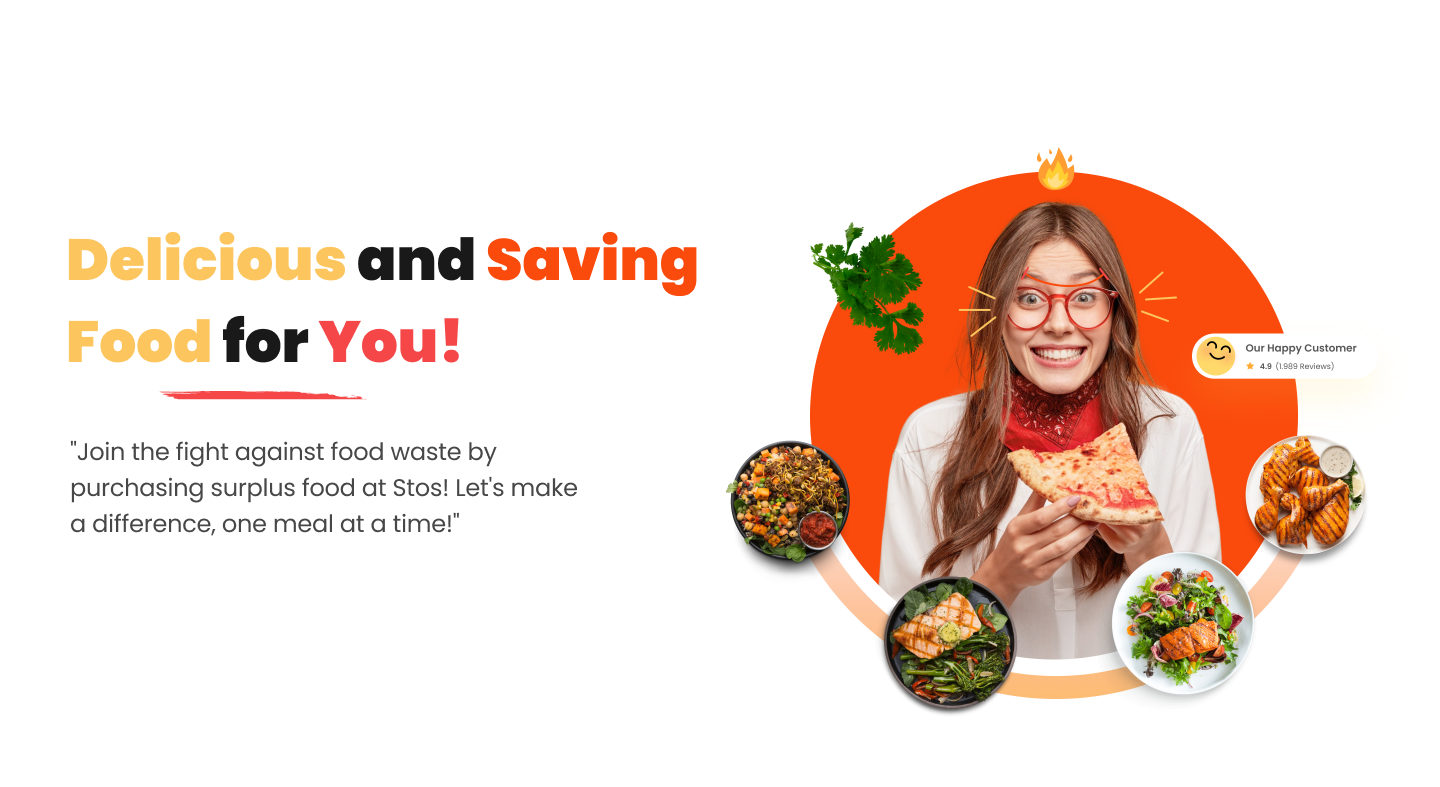 Delicious and Saving
Food for You!
"Join the fight against food waste by
purchasing surplus food at Stos! Let's make
a difference, one meal at a time!"
Our Happy Customer
4.9 (1.989 Reviews)